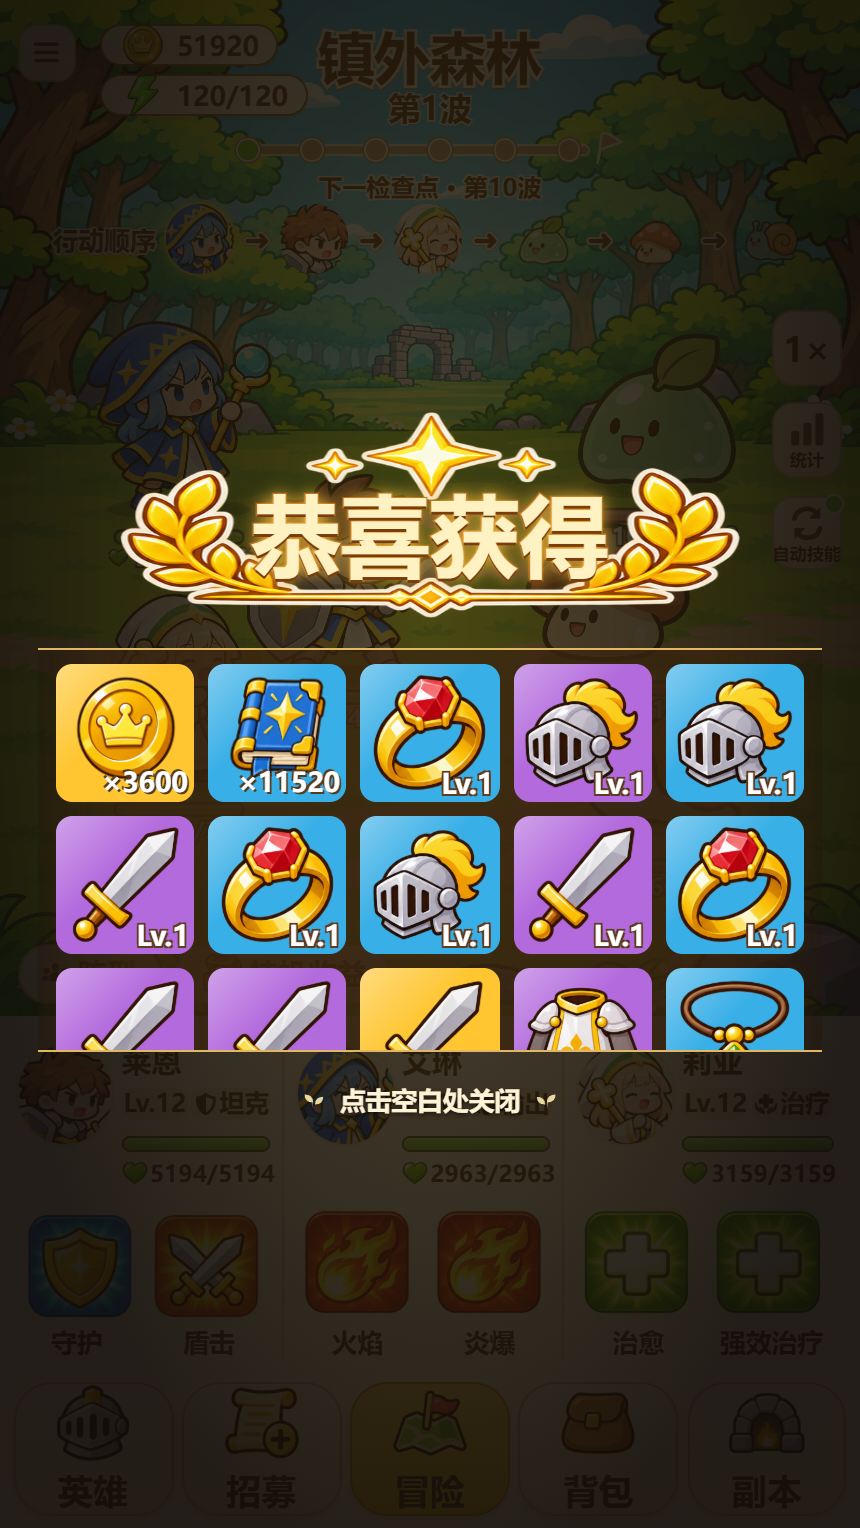 51920
120/120
镇外森林
第1波
下一检查点·第10波
行动顺序
1×
统计
自动技能
恭喜获得
×3600
×11520
Lv.1
Lv.1
Lv.1
Lv.1
Lv.1
Lv.1
Lv.1
Lv.1
点击空白处关闭
莱恩
Lv.12 坦克
5194/5194
艾琳
2963/2963
利亚
Lv.12 治疗
3159/3159
守护
盾击
火焰
炎爆
治愈
强效治疗
英雄
招募
冒险
背包
副本